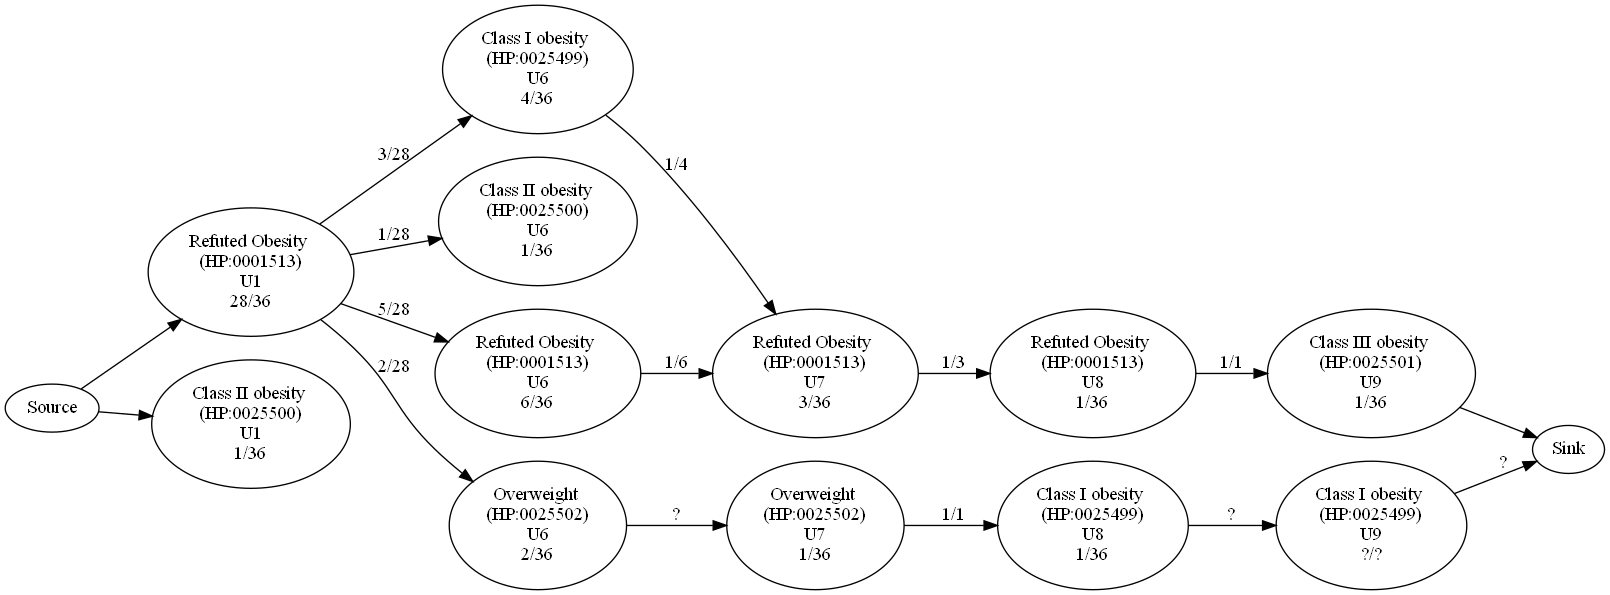 Class I obesity
(HP:0025499)
U6
4/36
3/28
1/4
Class II obesity
(HP:0025500)
U6
1/36
Refuted Obesity
(HP:0001513)
U1
28/36
1/28
5/28
2/28
Source
Class II obesity
(HP:0025500)
U1
1/36
Refuted Obesity
(HP:0001513)
U6
6/36
1/6
Refuted Obesity
(HP:0001513)
U7
3/36
1/3
Refuted Obesity
(HP:0001513)
U8
1/36
1/1
Class III obesity
(HP:0025501)
U9
1/36
Sink
Overweight
(HP:0025502)
U6
2/36
?
Overweight
(HP:0025502)
U7
1/36
1/1
Class I obesity
(HP:0025499)
U8
1/36
?
Class I obesity
(HP:0025499)
U9
?/?
?